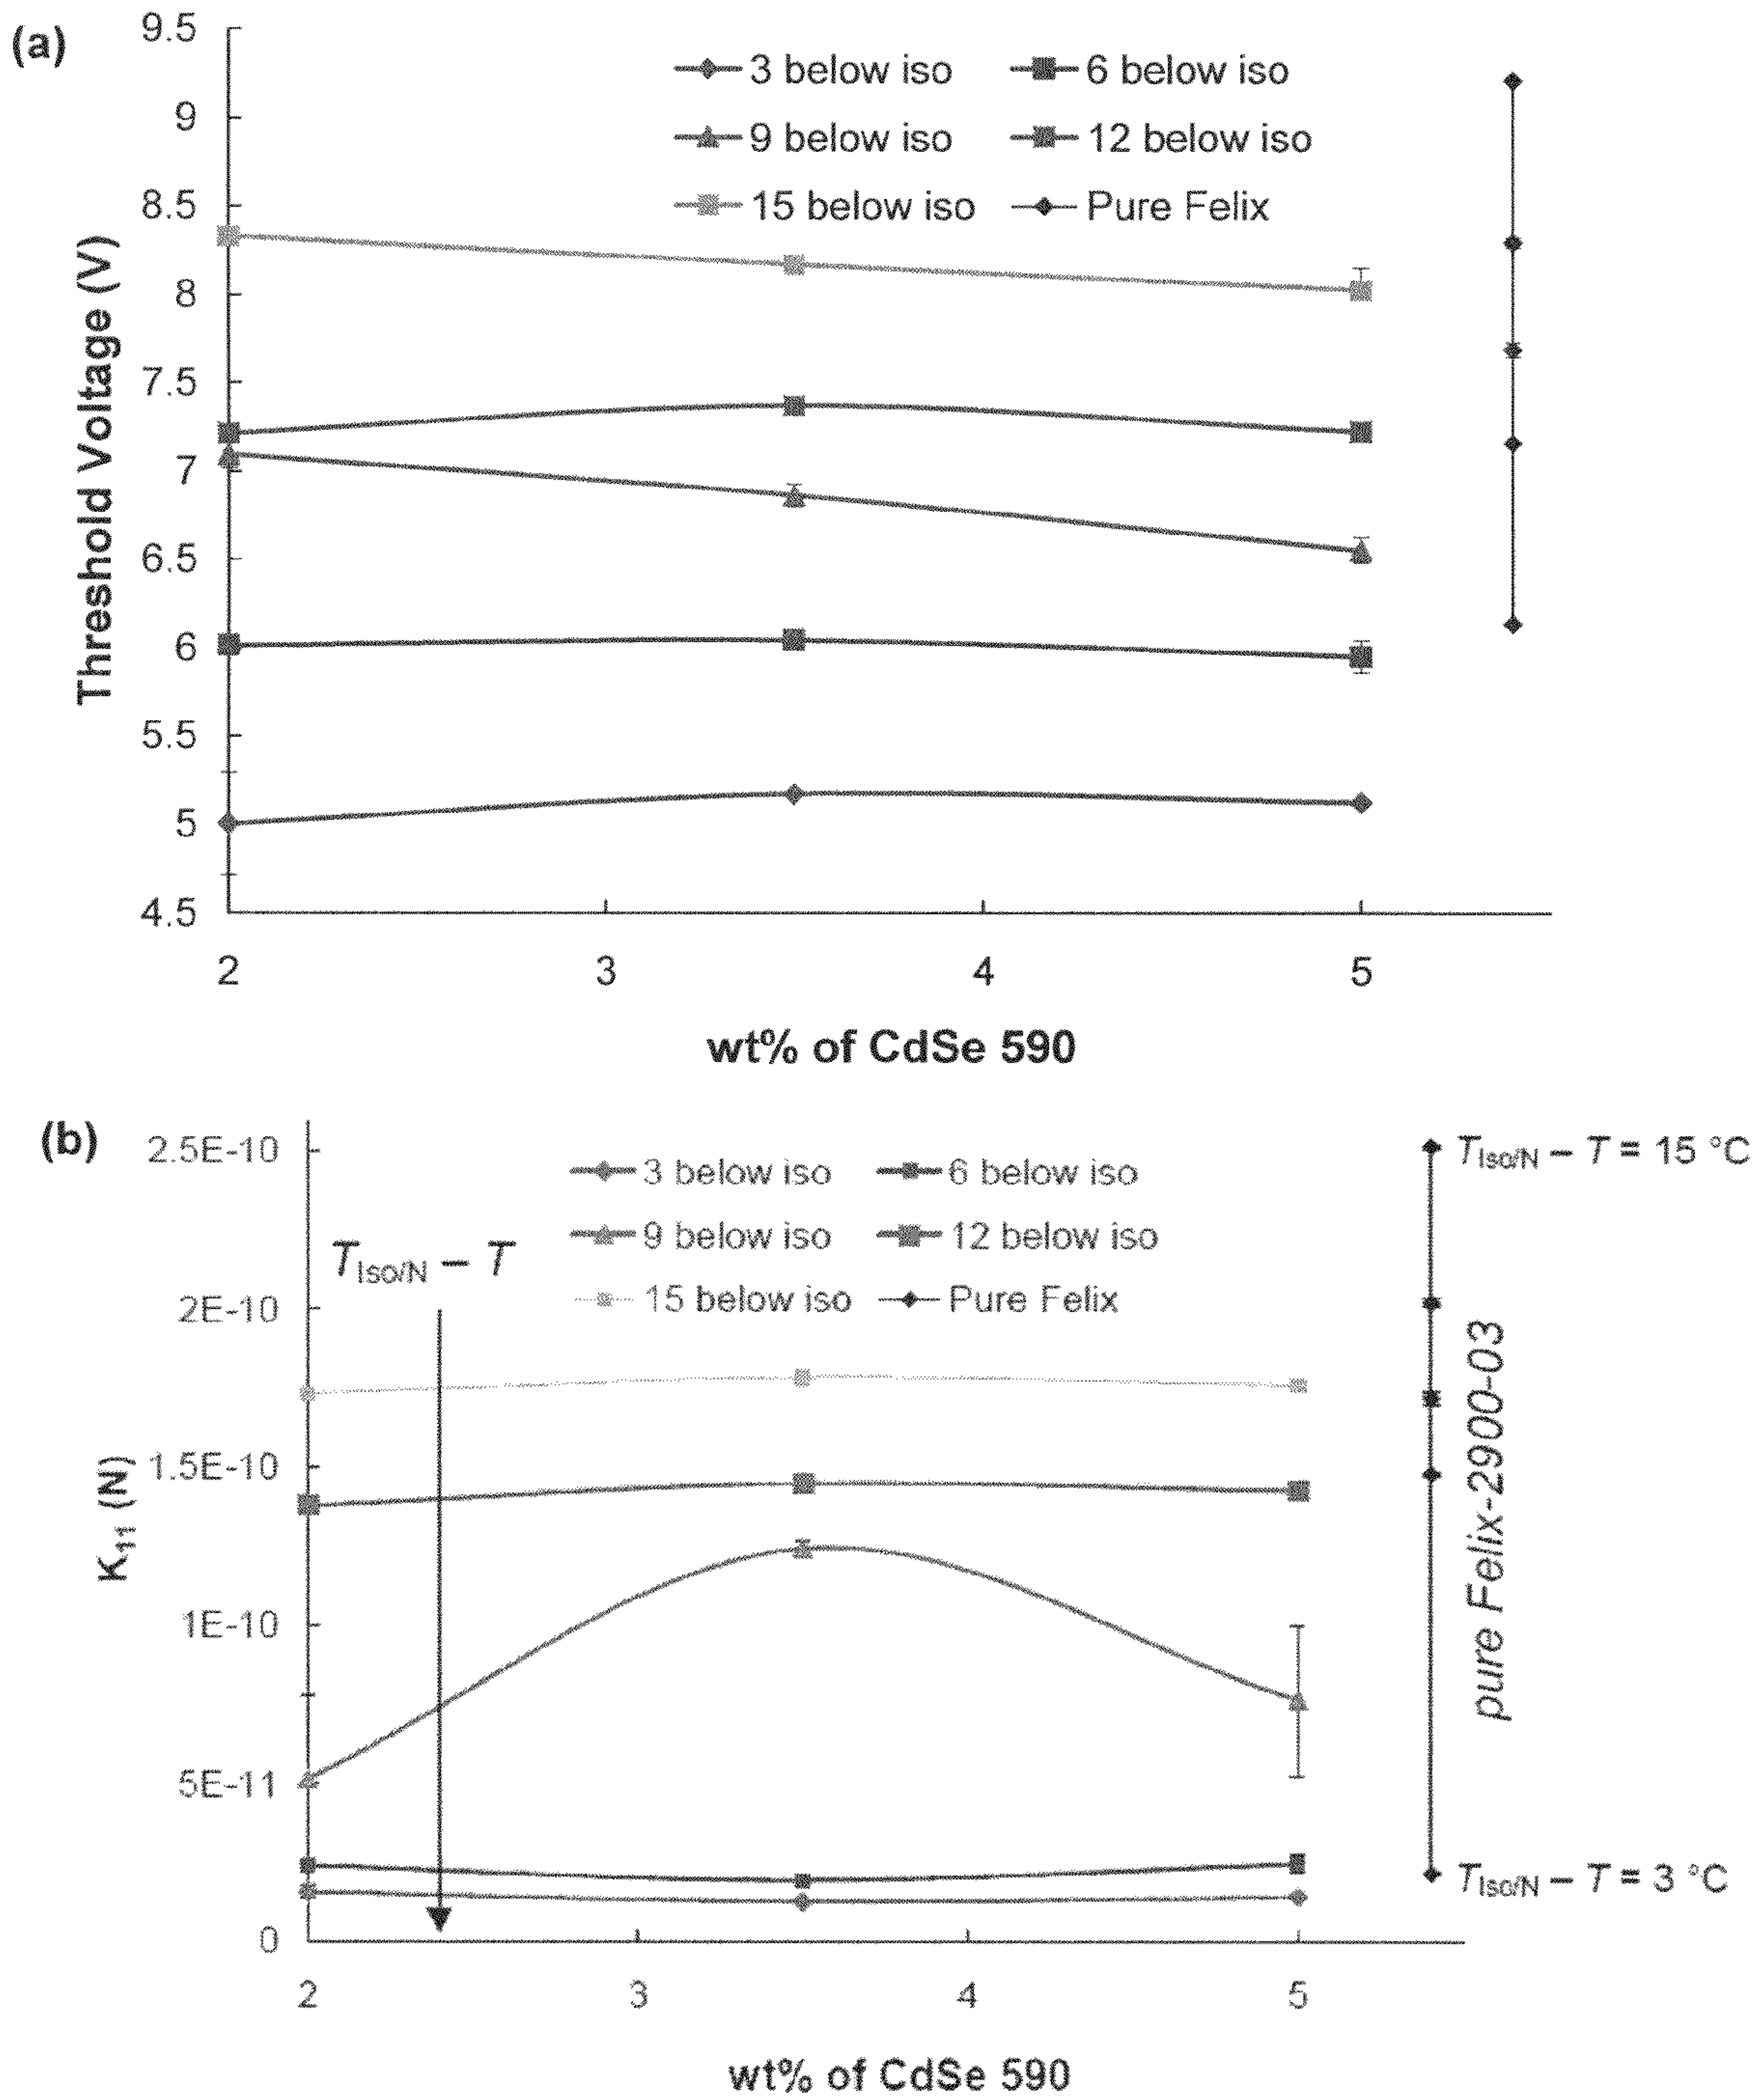 (a)
9.5
9
8.5
8
7.5
7
6.5
6
5.5
5
4.5
Threshold Voltage (V)
3 below iso
6 below iso
9 below iso
12 below iso
15 below iso
Pure Felix
2
3
4
5
wt% of CdSe 590
(b)
2.5E-10
2E-10
1.5E-10
1E-10
5E-11
0
K11 (N)
3 below iso
6 below iso
9 below iso
12 below iso
15 below iso
Pure Felix
TIso/N – T
TIso/N – T = 15 °C
pure Felix-2900-03
TIso/N – T = 3 °C
2
3
4
5
wt% of CdSe 590